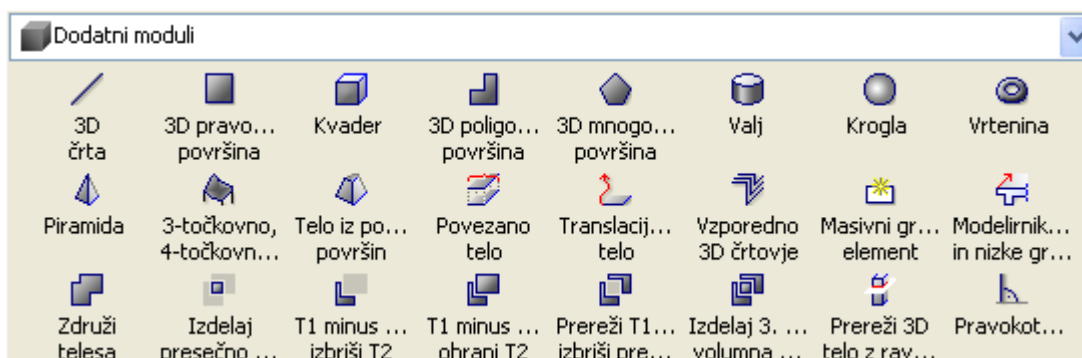 Dodatni moduli
3D 3D pravo... Kvader 3D poligo... 3D mnogo... Valj Krogla Vrtenina
črta površina površina površina
Piramida 3-točkovno, Telo iz po... Povezano Translacij... Vzporedno Masivni gr... Modelirnik...
4-točkovn... površin telo telo 3D črtovje element in nizke gr...
Združi Izdelaj T1 minus ... T1 minus ... Prereži T1... Izdelaj 3. ... Prereži 3D Pravokot...
telesa presečno ... izbriši T2 ohrani T2 izbriši pre... volumna ... telo z rav...